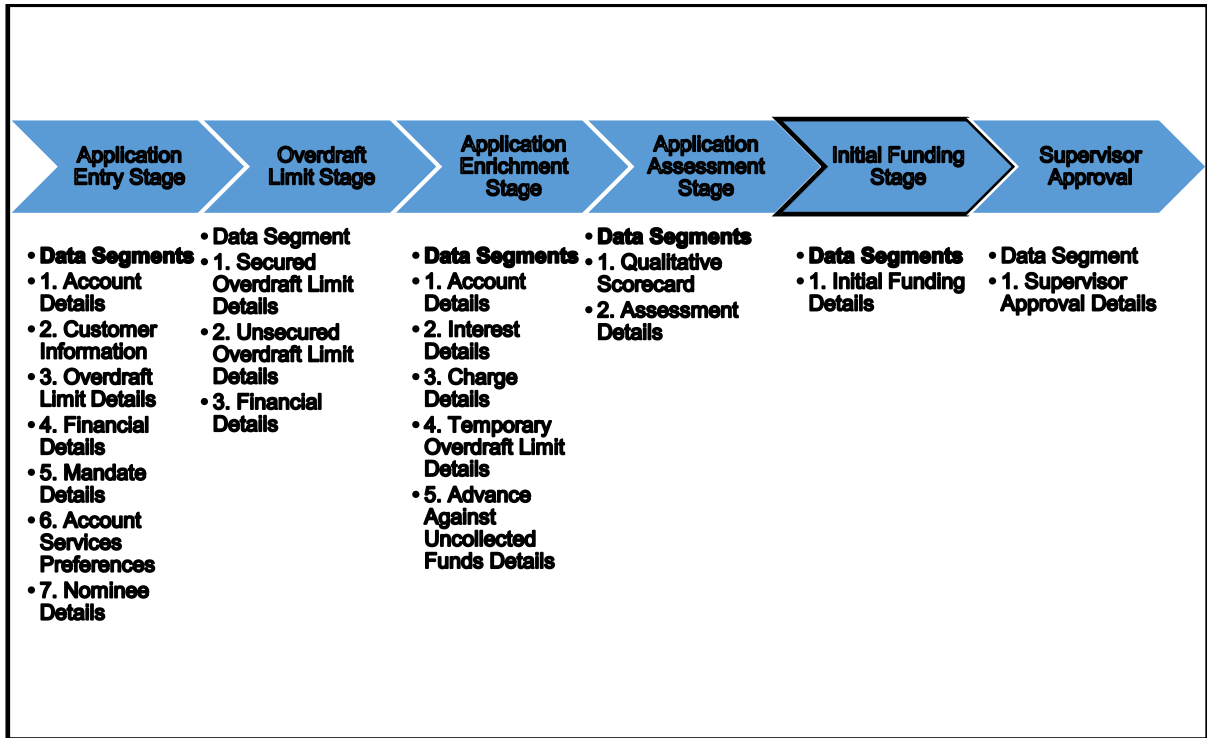 Application
Entry Stage
Overdraft
Limit Stage
Application
Enrichment
Stage
Application
Assessment
Stage
Initial Funding
Stage
Supervisor
Approval
• Data Segments
• 1. Account
Details
• 2. Customer
Information
• 3. Overdraft
Limit Details
• 4. Financial
Details
• 5. Mandate
Details
• 6. Account
Services
Preferences
• 7. Nominee
Details
• Data Segment
• 1. Secured
Overdraft Limit
Details
• 2. Unsecured
Overdraft Limit
Details
• 3. Financial
Details
• Data Segments
• 1. Account
Details
• 2. Interest
Details
• 3. Charge
Details
• 4. Temporary
Overdraft Limit
Details
• 5. Advance
Against
Uncollected
Funds Details
• Data Segments
• 1. Qualitative
Scorecard
• 2. Assessment
Details
• Data Segments
• 1. Initial Funding
Details
• Data Segment
• 1. Supervisor
Approval Details